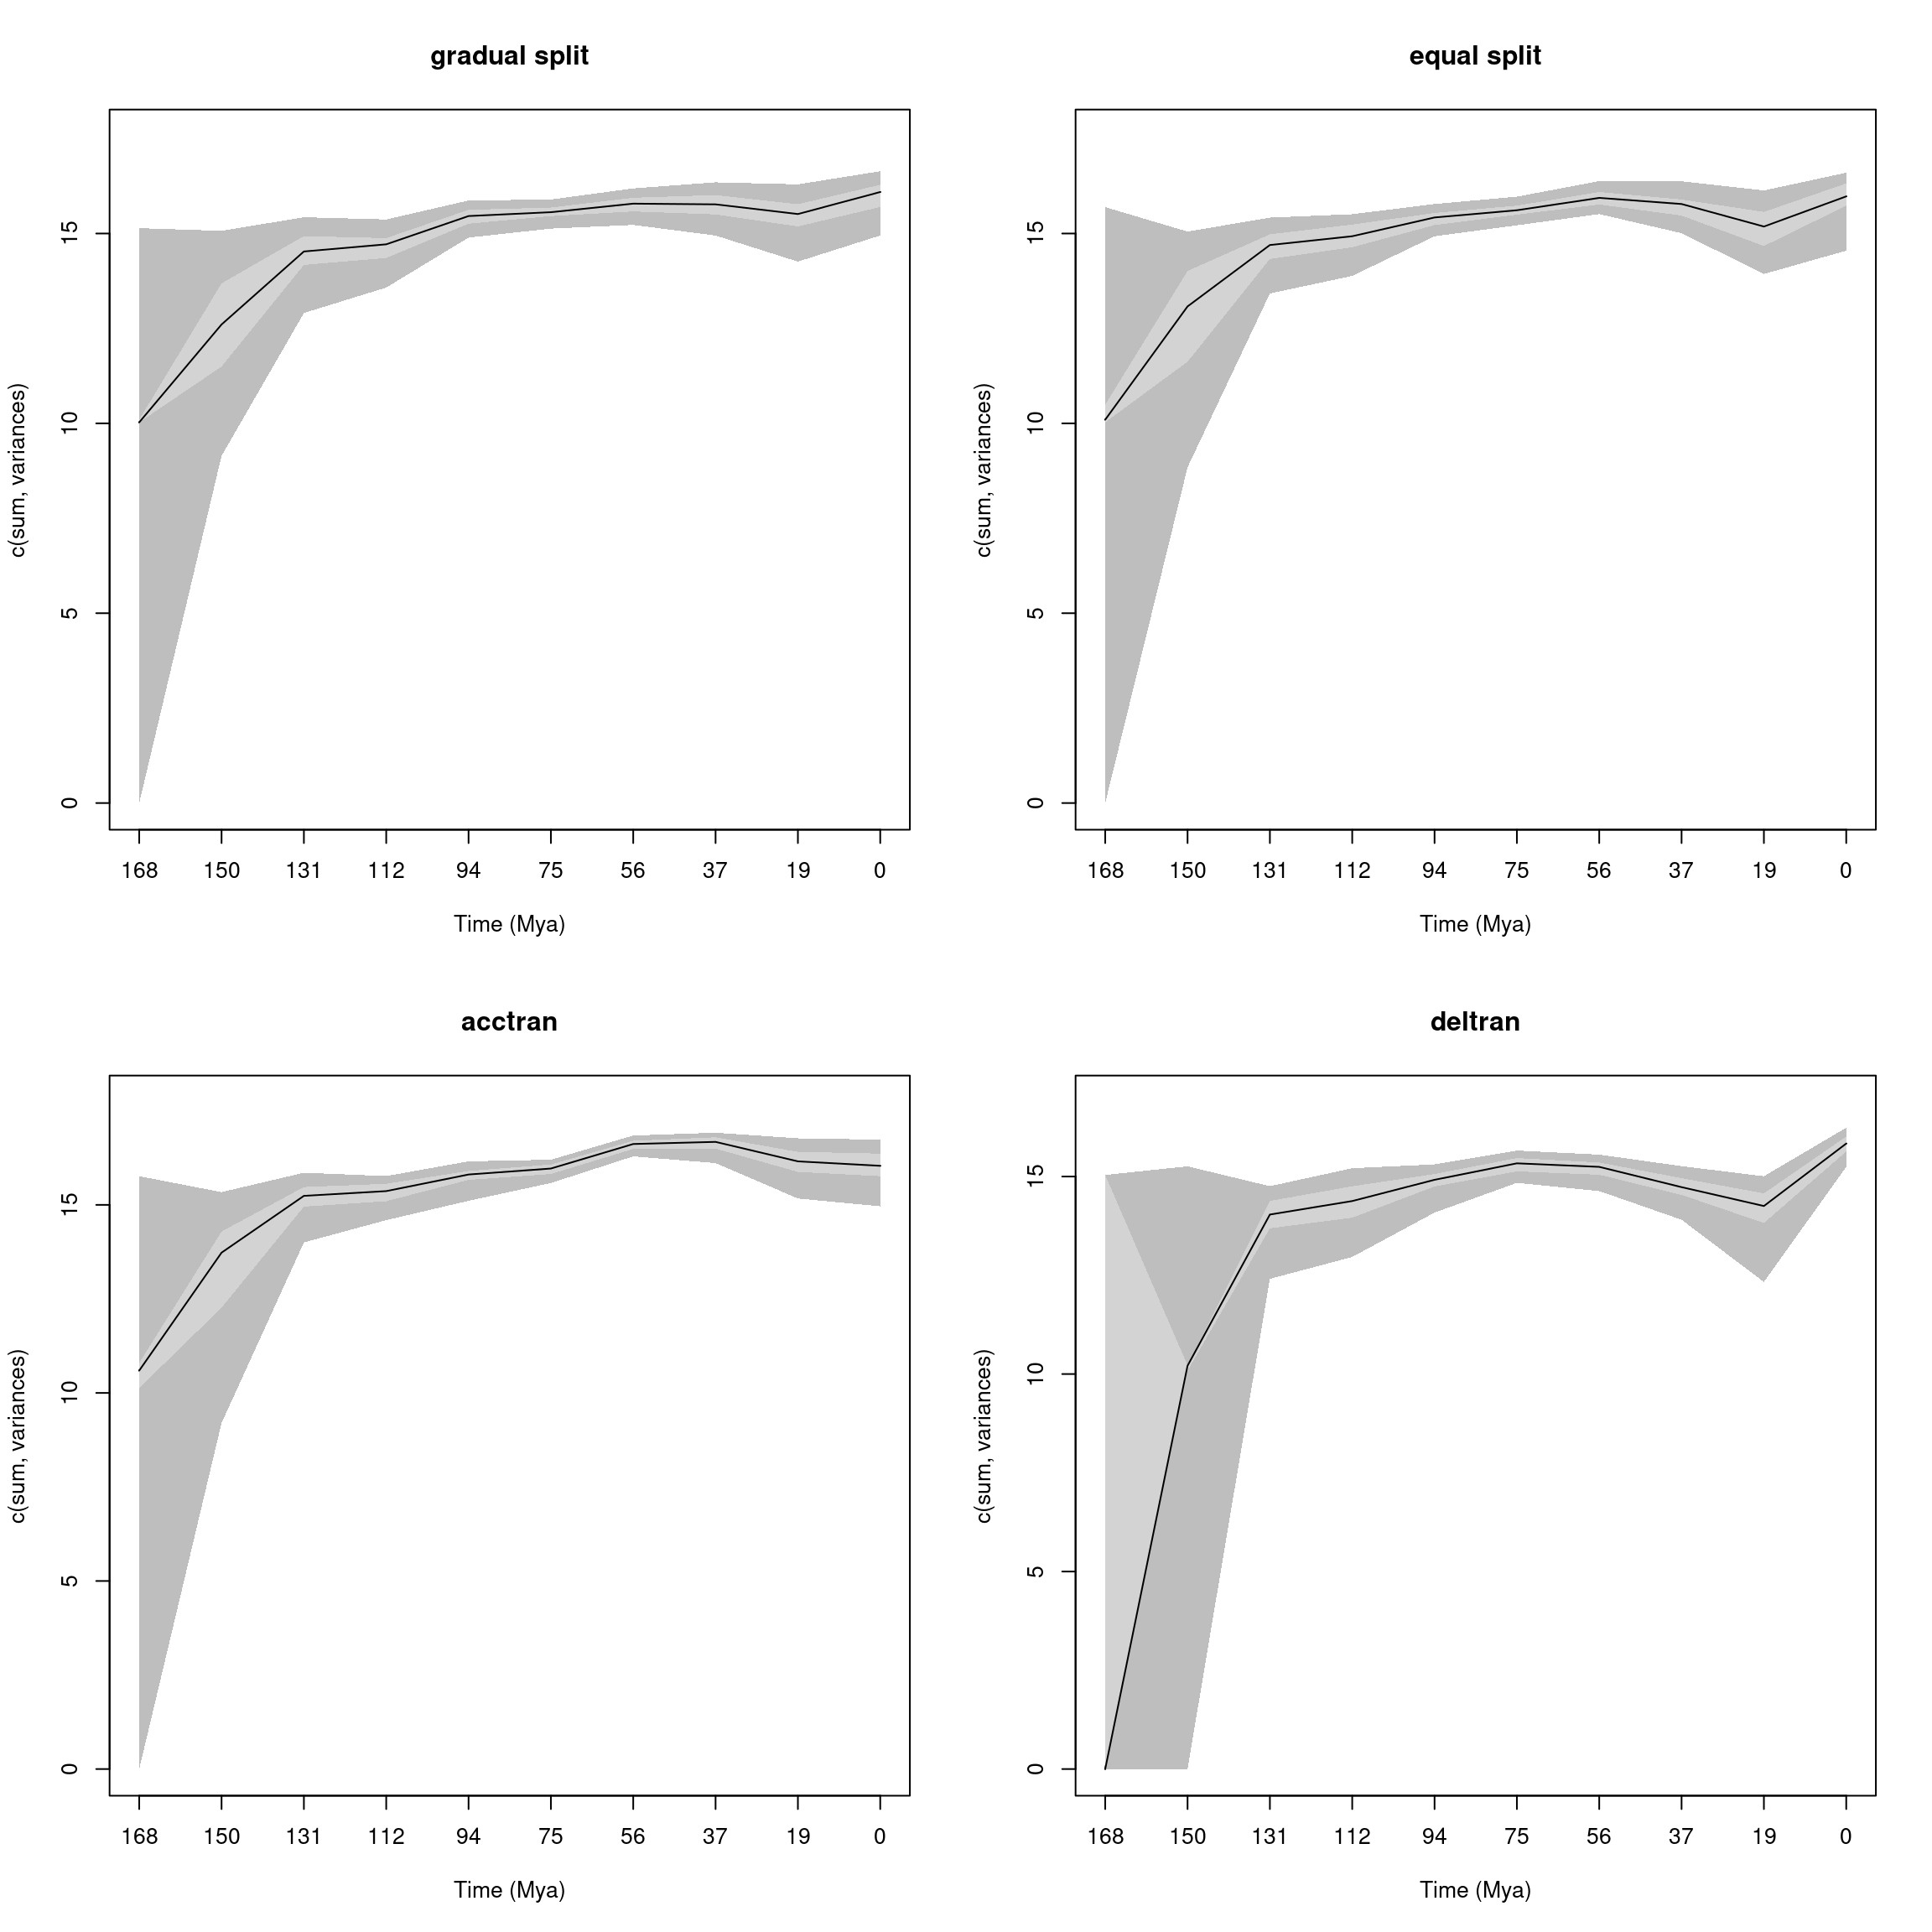 gradual split
c(sum, variances)
15
10
5
0
168 150 131 112 94 75 56 37 19 0
Time (Mya)
equal split
c(sum, variances)
15
10
5
0
168 150 131 112 94 75 56 37 19 0
Time (Mya)
acctran
c(sum, variances)
15
10
5
0
168 150 131 112 94 75 56 37 19 0
Time (Mya)
deltran
c(sum, variances)
15
10
5
0
168 150 131 112 94 75 56 37 19 0
Time (Mya)